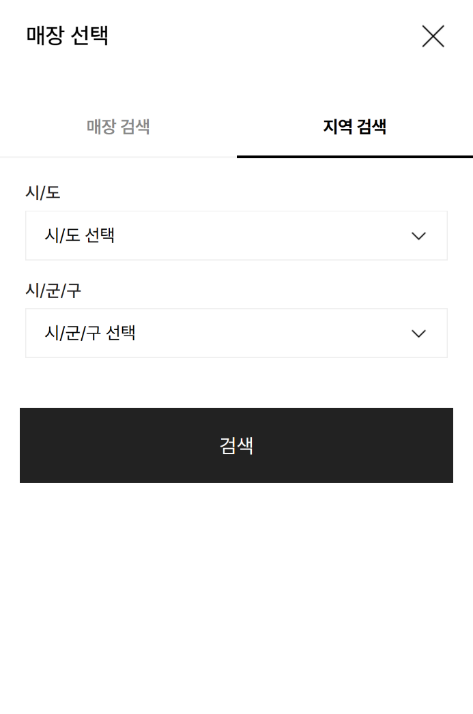 매장 선택
매장 검색
지역 검색
시/도
시/도 선택
시/군/구
시/군/구 선택
검색